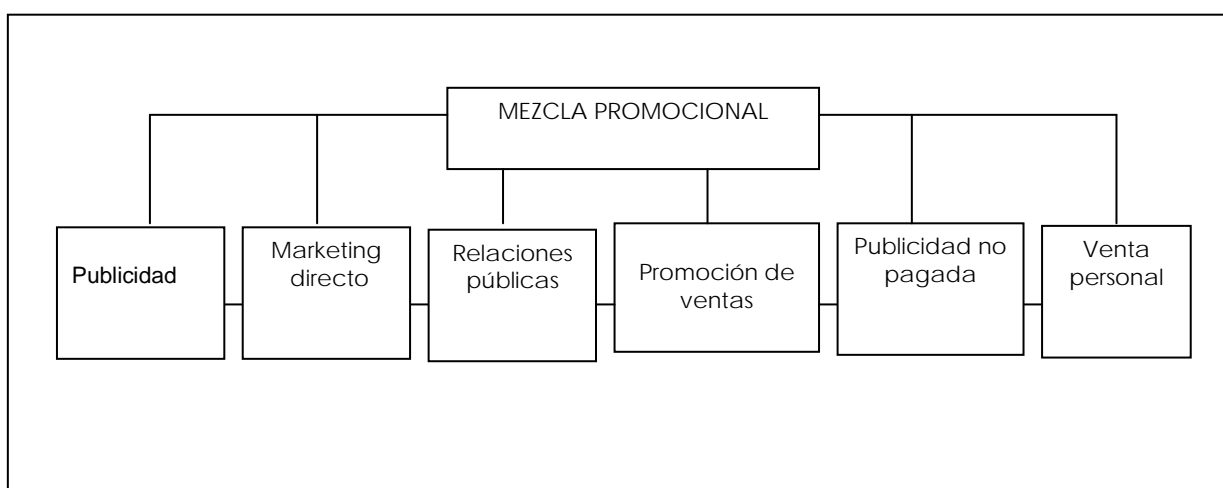 MEZCLA PROMOCIONAL
Publicidad
Marketing
directo
Relaciones
públicas
Promoción de
ventas
Publicidad no
pagada
Venta
personal